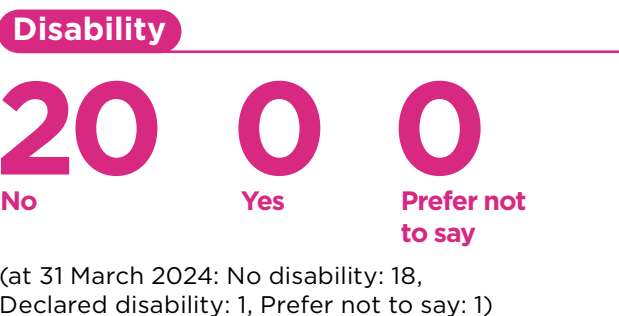 Disability
20 0 0
No Yes Prefer not
to say
(at 31 March 2024: No disability: 18,
Declared disability: 1, Prefer not to say: 1)